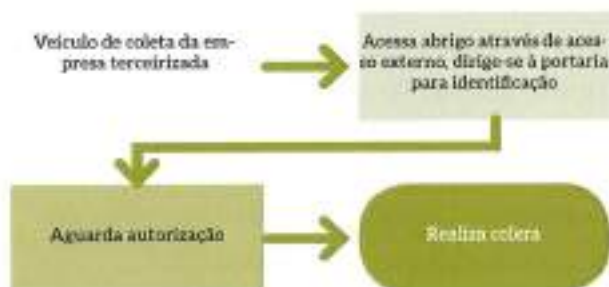 Veículo de coleta da em-
presa terceirizada
Acessa abrigo através de aces-
so externo, dirige-se à portaria
para identificação
Aguarda autorização
Realiza coleta